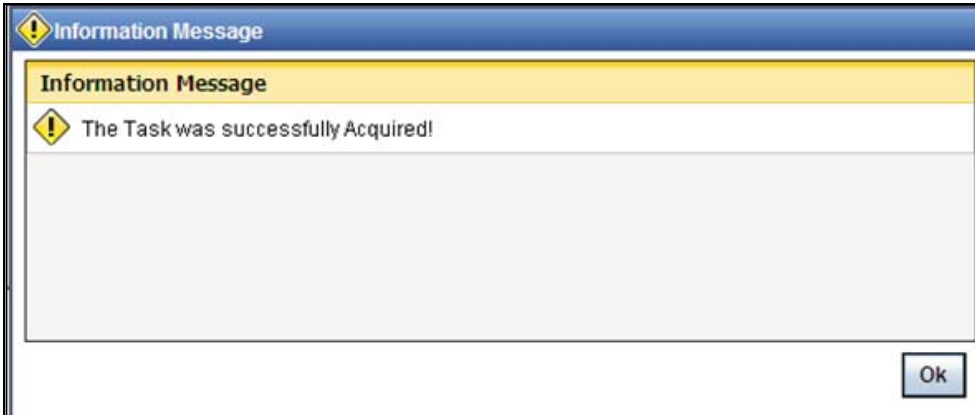 Information Message
Information Message
The Task was successfully Acquired!
Ok